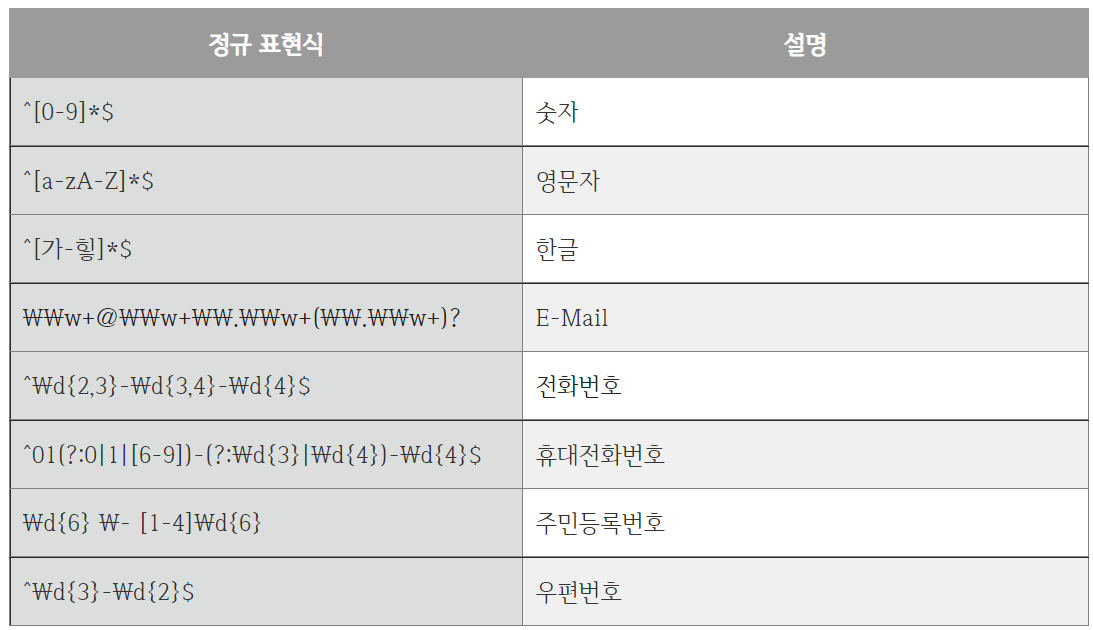 정규 표현식 설명
^[0-9]*$ 숫자
^[a-zA-Z]*$ 영문자
^[가-힣]*$ 한글
₩₩w+@₩₩w+₩₩.₩₩w+(₩₩.₩₩w+)? E-Mail
^₩d{2,3}-₩d{3,4}-₩d{4}$ 전화번호
^01(?:0|1|[6-9])-(?:₩d{3}|₩d{4})-₩d{4}$ 휴대전화번호
₩d{6} ₩- [1-4]₩d{6} 주민등록번호
^₩d{3}-₩d{2}$ 우편번호